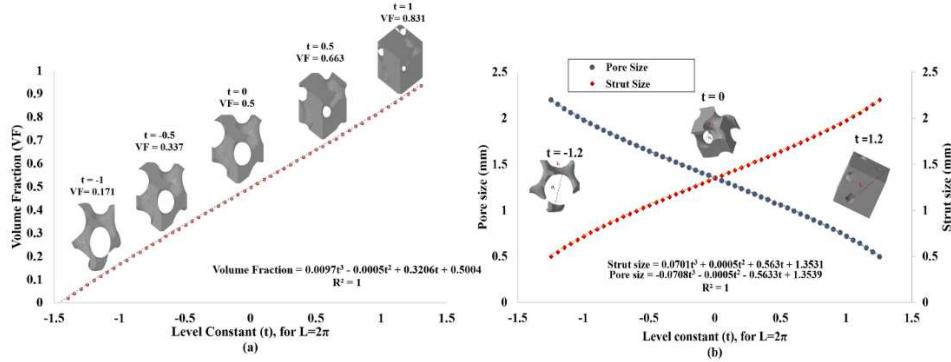 t = 1
VF= 0.831
t = 0.5
VF = 0.663
t = 0
VF= 0.5
t = -0.5
VF= 0.337
t = -1
VF= 0.171
Volume Fraction (VF)
1
0.9
0.8
0.7
0.6
0.5
0.4
0.3
0.2
0.1
0
Volume Fraction = 0.0097t³ - 0.0005t² + 0.3206t + 0.5004
R² = 1
-1.5 -1 -0.5 0 0.5 1 1.5
Level Constant (t), for L=2π
(a)
Pore Size
Strut Size
t = 0
t = -1.2
t =1.2
Pore size (mm)
2.5
2
1.5
1
0.5
0
Strut size (mm)
2.5
2
1.5
1
0.5
0
Strut size = 0.0701t³ + 0.0005t² + 0.563t + 1.3531
Pore siz = -0.0708t³ - 0.0005t² - 0.5633t + 1.3539
R² = 1
-1.5 -1 -0.5 0 0.5 1 1.5
Level constant (t), for L=2π
(b)